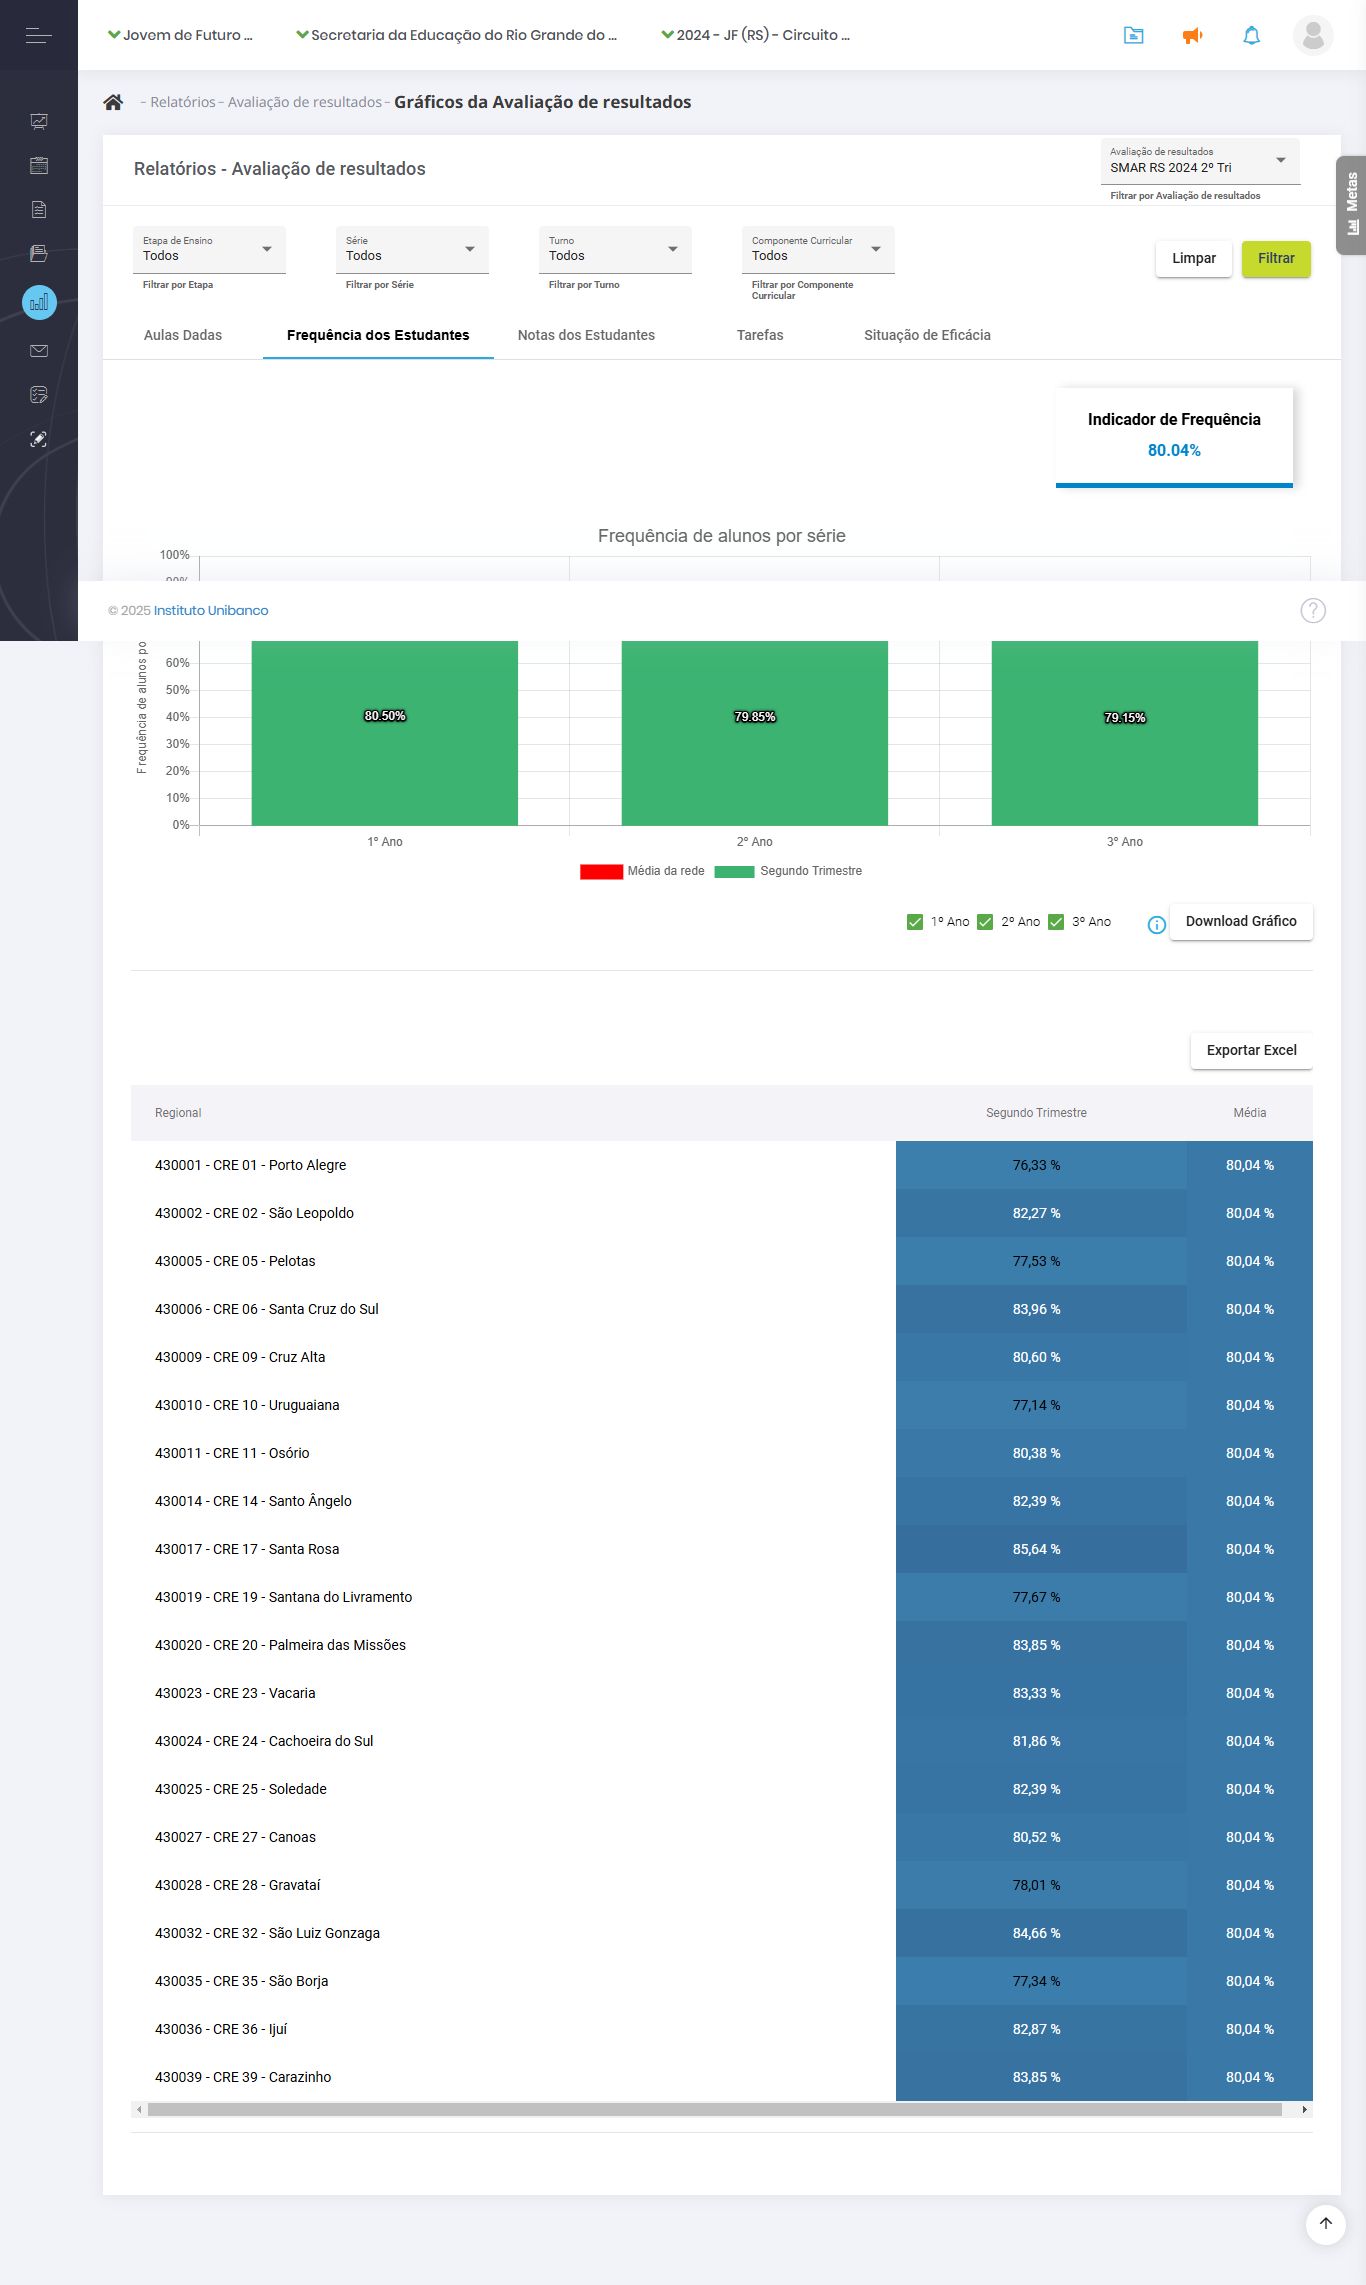 Jovem de Futuro ...
Secretaria da Educação do Rio Grande do ...
2024 - JF (RS) - Circuito ...
- Relatórios - Avaliação de resultados - Gráficos da Avaliação de resultados
Relatórios - Avaliação de resultados
Avaliação de resultados
SMAR RS 2024 2º Tri
Filtrar por Avaliação de resultados
Metas
Etapa de Ensino
Todos
Filtrar por Etapa
Série
Todos
Filtrar por Série
Turno
Todos
Filtrar por Turno
Componente Curricular
Todos
Filtrar por Componente
Curricular
Limpar
Filtrar
Aulas Dadas
Frequência dos Estudantes
Notas dos Estudantes
Tarefas
Situação de Eficácia
Indicador de Frequência
80.04%
Frequência de alunos por série
100%
© 2025 Instituto Unibanco
Frequência de alunos po
60%
50%
40%
30%
20%
10%
0%
80.50%
79.85%
79.15%
1º Ano
2º Ano
3º Ano
Média da rede
Segundo Trimestre
1º Ano
2º Ano
3º Ano
Download Gráfico
Exportar Excel
Regional Segundo Trimestre Média
430001 - CRE 01 - Porto Alegre 76,33 % 80,04 %
430002 - CRE 02 - São Leopoldo 82,27 % 80,04 %
430005 - CRE 05 - Pelotas 77,53 % 80,04 %
430006 - CRE 06 - Santa Cruz do Sul 83,96 % 80,04 %
430009 - CRE 09 - Cruz Alta 80,60 % 80,04 %
430010 - CRE 10 - Uruguaiana 77,14 % 80,04 %
430011 - CRE 11 - Osório 80,38 % 80,04 %
430014 - CRE 14 - Santo Ângelo 82,39 % 80,04 %
430017 - CRE 17 - Santa Rosa 85,64 % 80,04 %
430019 - CRE 19 - Santana do Livramento 77,67 % 80,04 %
430020 - CRE 20 - Palmeira das Missões 83,85 % 80,04 %
430023 - CRE 23 - Vacaria 83,33 % 80,04 %
430024 - CRE 24 - Cachoeira do Sul 81,86 % 80,04 %
430025 - CRE 25 - Soledade 82,39 % 80,04 %
430027 - CRE 27 - Canoas 80,52 % 80,04 %
430028 - CRE 28 - Gravataí 78,01 % 80,04 %
430032 - CRE 32 - São Luiz Gonzaga 84,66 % 80,04 %
430035 - CRE 35 - São Borja 77,34 % 80,04 %
430036 - CRE 36 - Ijuí 82,87 % 80,04 %
430039 - CRE 39 - Carazinho 83,85 % 80,04 %